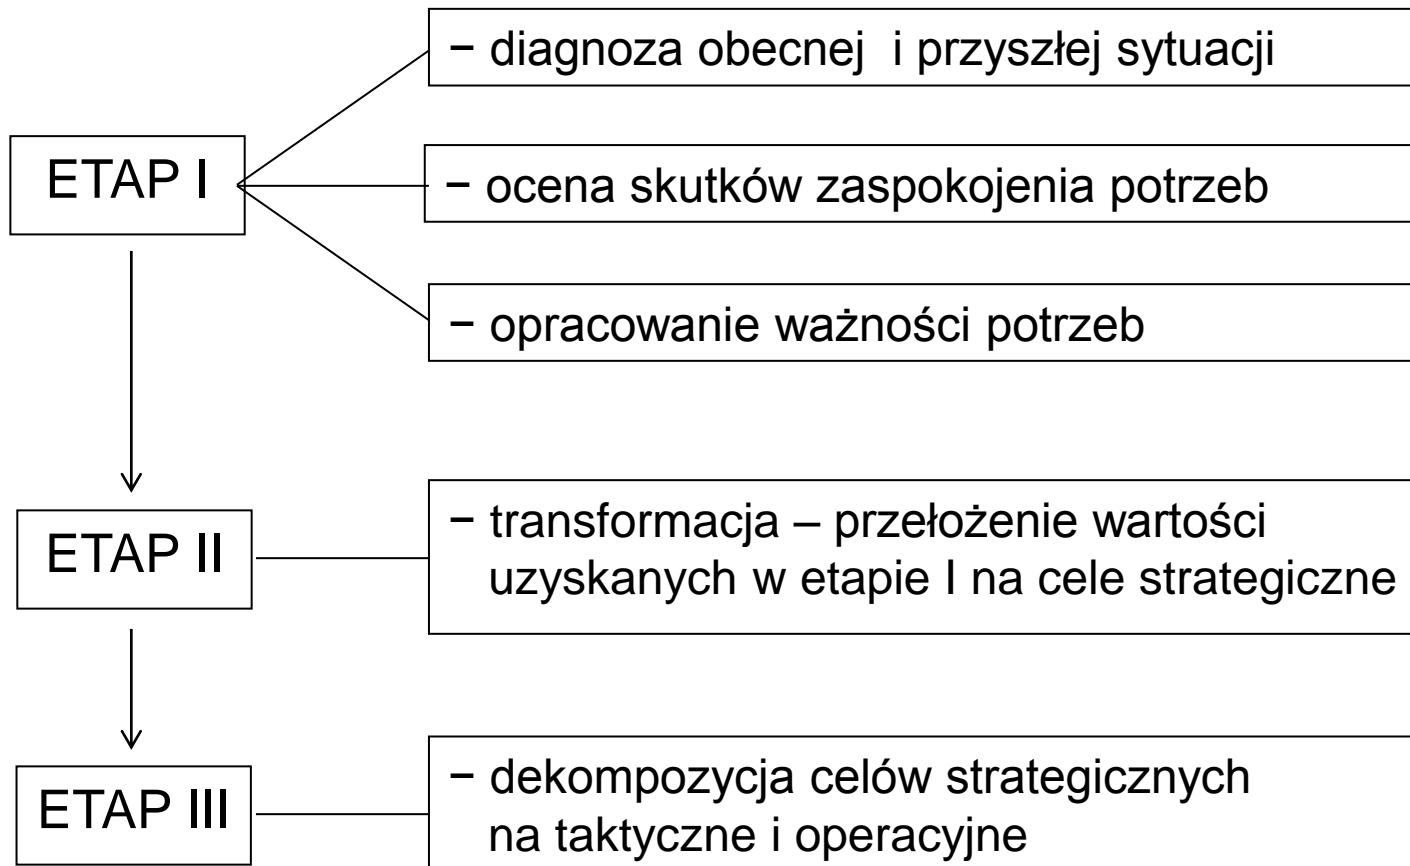 − diagnoza obecnej i przyszłej sytuacji
ETAP I
− ocena skutków zaspokojenia potrzeb
− opracowanie ważności potrzeb
ETAP II
− transformacja – przełożenie wartości
uzyskanych w etapie I na cele strategiczne
ETAP III
− dekompozycja celów strategicznych
na taktyczne i operacyjne